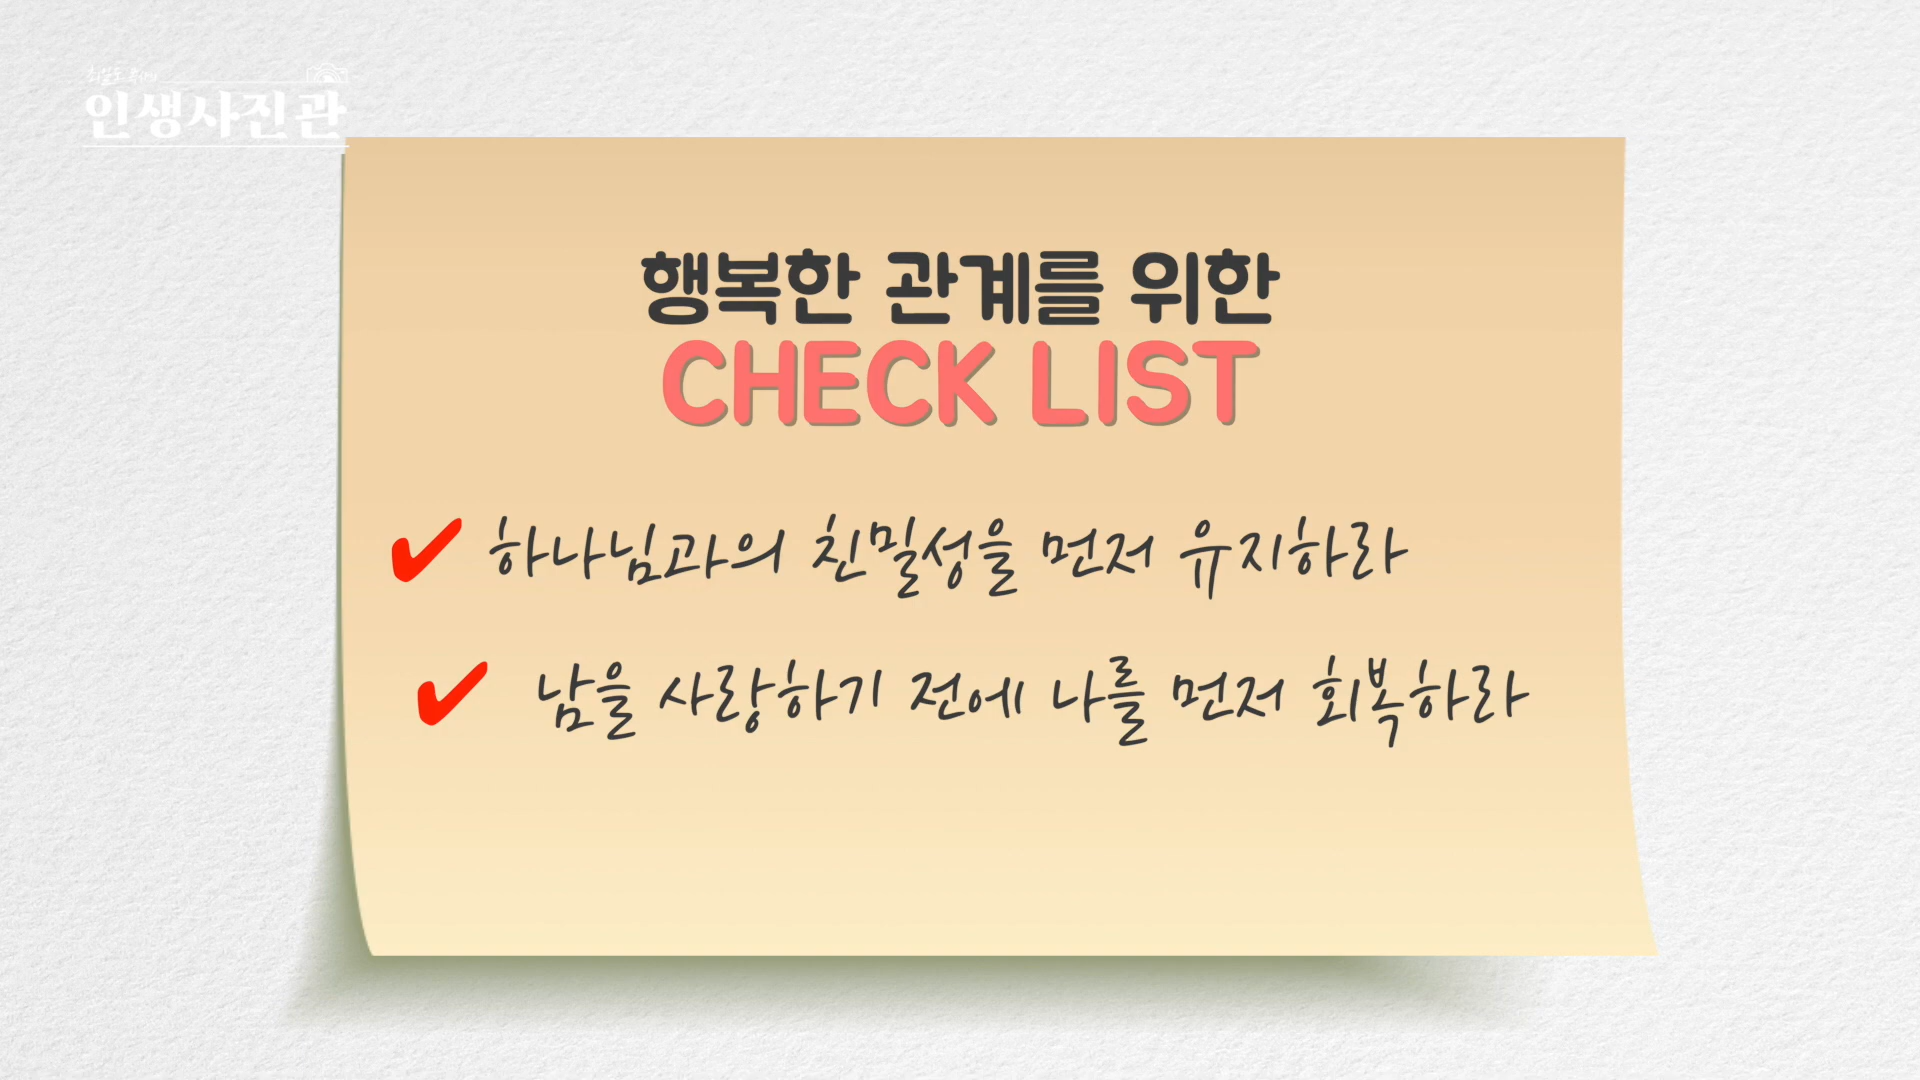 인생사진관
행복한 관계를 위한
CHECK LIST
하나님과의 친밀성을 먼저 유지하라
남을 사랑하기 전에 나를 먼저 회복하라